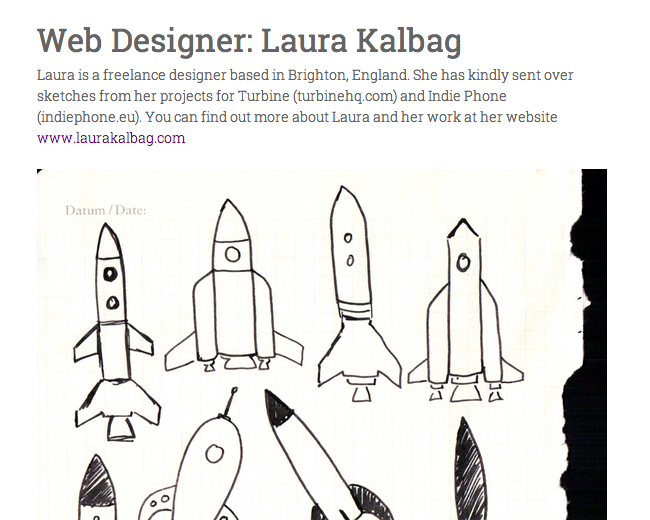 Web Designer: Laura Kalbag
Laura is a freelance designer based in Brighton, England. She has kindly sent over
sketches from her projects for Turbine (turbinehq.com) and Indie Phone
(indiephone.eu). You can find out more about Laura and her work at her website
www.laurakalbag.com
Datum / Date: